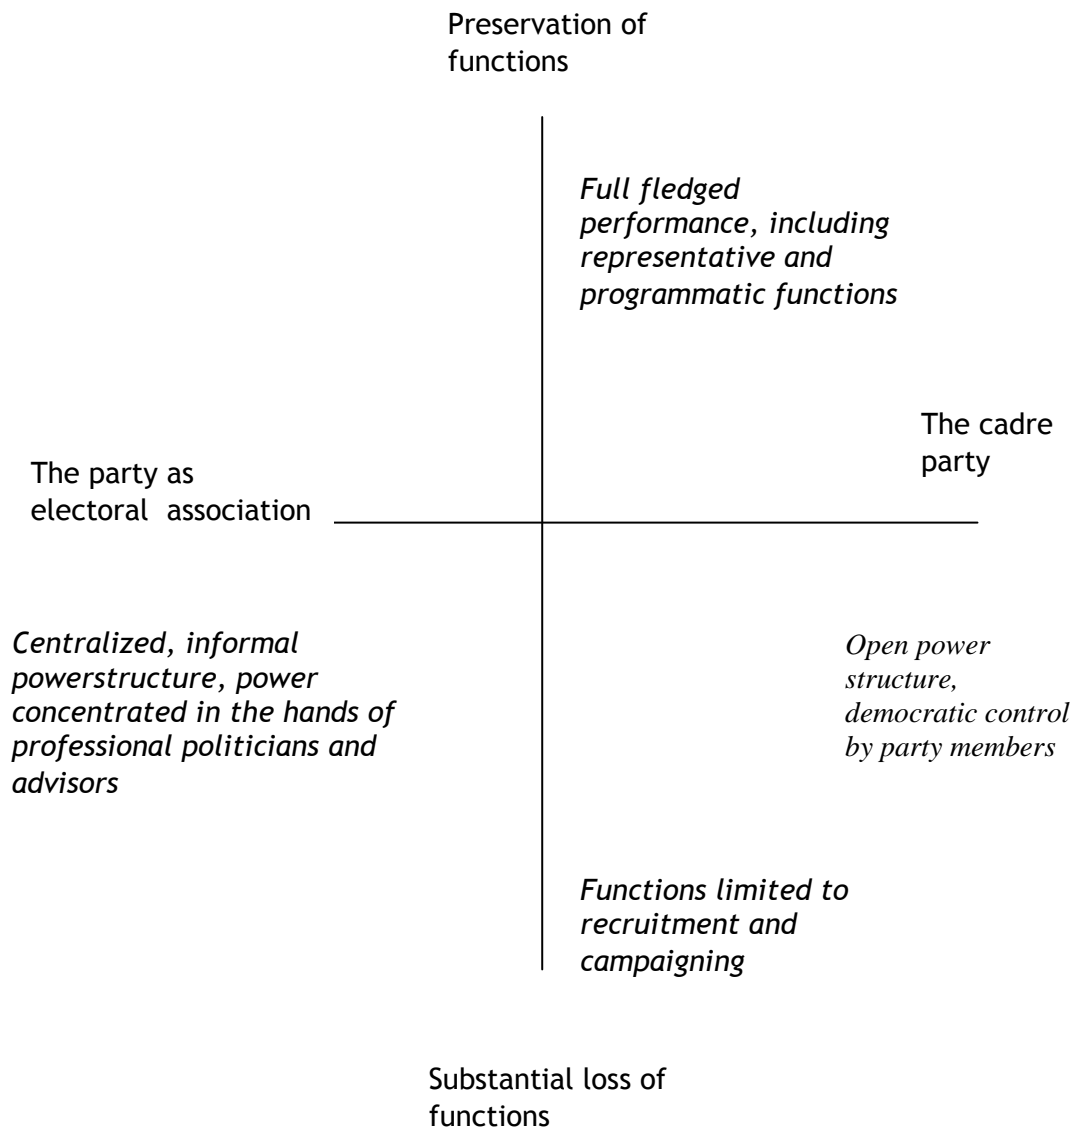 Preservation of
functions
Full fledged
performance, including
representative and
programmatic functions
The cadre
party
The party as
electoral association
Centralized, informal
powerstructure, power
concentrated in the hands of
professional politicians and
advisors
Open power
structure,
democratic control
by party members
Functions limited to
recruitment and
campaigning
Substantial loss of
functions